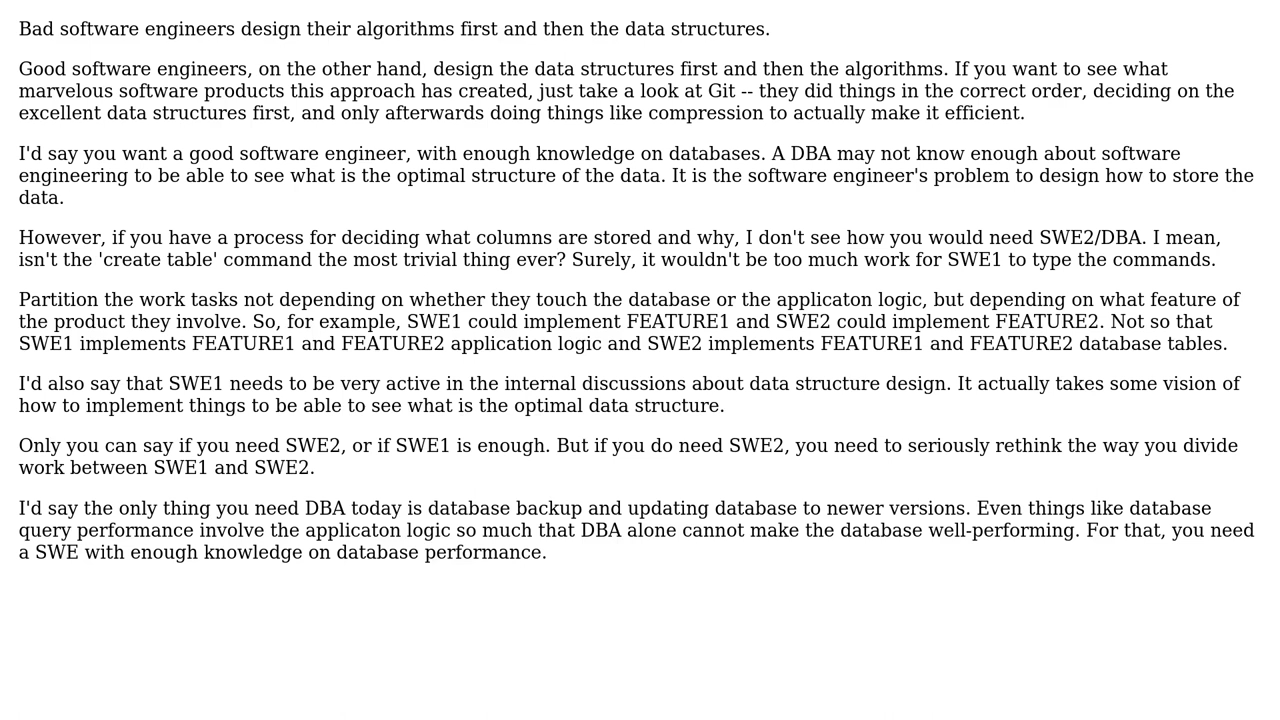 Bad software engineers design their algorithms first and then the data structures.
Good software engineers, on the other hand, design the data structures first and then the algorithms. If you want to see what
marvelous software products this approach has created, just take a look at Git -- they did things in the correct order, deciding on the
excellent data structures first, and only afterwards doing things like compression to actually make it efficient.
I'd say you want a good software engineer, with enough knowledge on databases. A DBA may not know enough about software
engineering to be able to see what is the optimal structure of the data. It is the software engineer's problem to design how to store the
data.
However, if you have a process for deciding what columns are stored and why, I don't see how you would need SWE2/DBA. I mean,
isn't the 'create table' command the most trivial thing ever? Surely, it wouldn't be too much work for SWE1 to type the commands.
Partition the work tasks not depending on whether they touch the database or the applicaton logic, but depending on what feature of
the product they involve. So, for example, SWE1 could implement FEATURE1 and SWE2 could implement FEATURE2. Not so that
SWE1 implements FEATURE1 and FEATURE2 application logic and SWE2 implements FEATURE1 and FEATURE2 database tables.
I'd also say that SWE1 needs to be very active in the internal discussions about data structure design. It actually takes some vision of
how to implement things to be able to see what is the optimal data structure.
Only you can say if you need SWE2, or if SWE1 is enough. But if you do need SWE2, you need to seriously rethink the way you divide
work between SWE1 and SWE2.
I'd say the only thing you need DBA today is database backup and updating database to newer versions. Even things like database
query performance involve the applicaton logic so much that DBA alone cannot make the database well-performing. For that, you need
a SWE with enough knowledge on database performance.